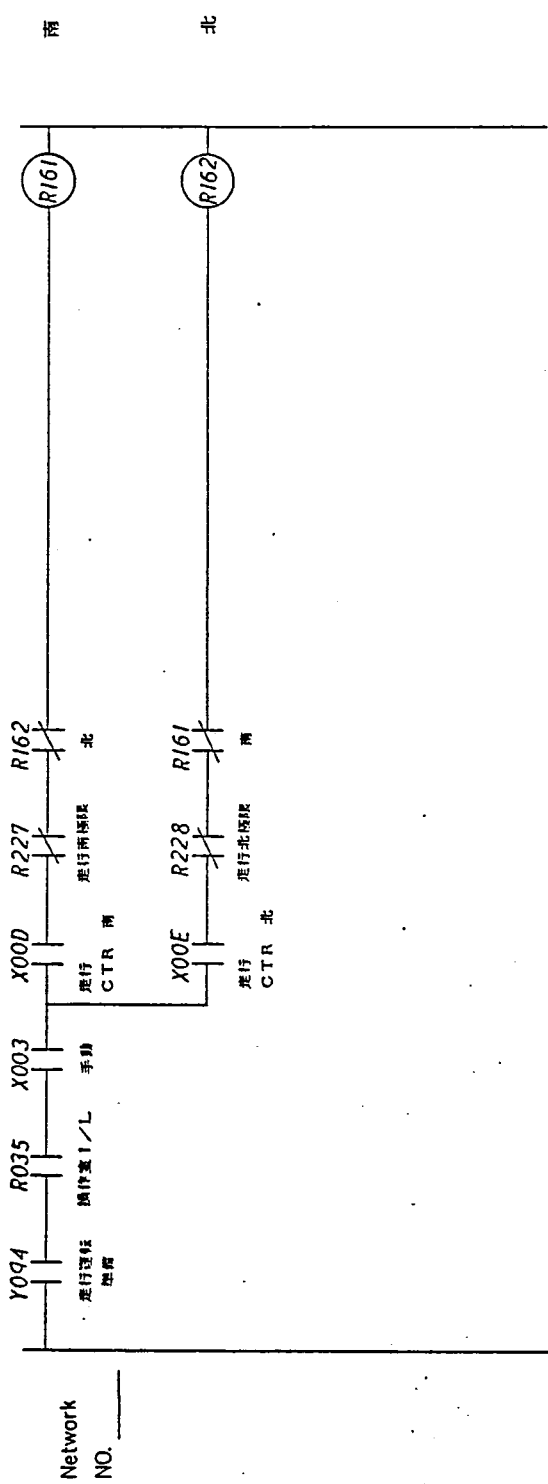 Network
NO.
Y094
走行運転
準備
R035
操作室I/L
X003
手動
X00D
走行
CTR 南
R227
走行南極限
R162
北
R161
南
X00E
走行
CTR 北
R228
走行北極限
R161
南
R162
北